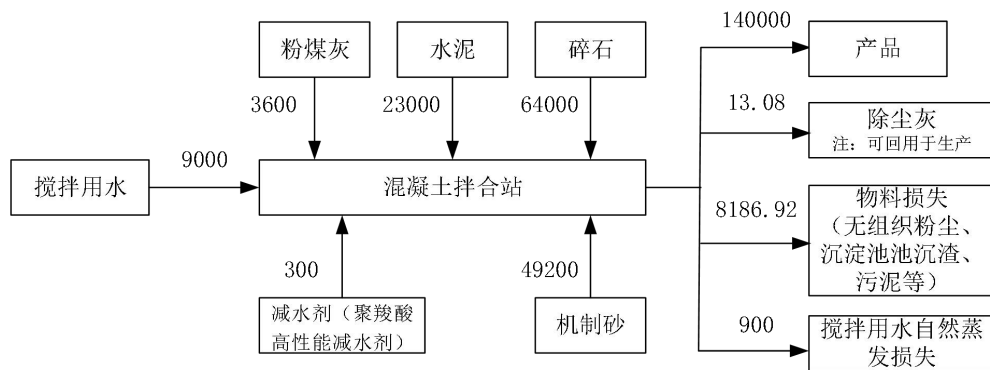 140000
粉煤灰
水泥
碎石
产品
3600
23000
64000
13.08
除尘灰
注：可回用于生产
9000
搅拌用水
混凝土拌合站
物料损失
8186.92
（无组织粉尘、
沉淀池池沉渣、
污泥等）
300
49200
减水剂（聚羧酸
高性能减水剂）
机制砂
900
搅拌用水自然蒸
发损失